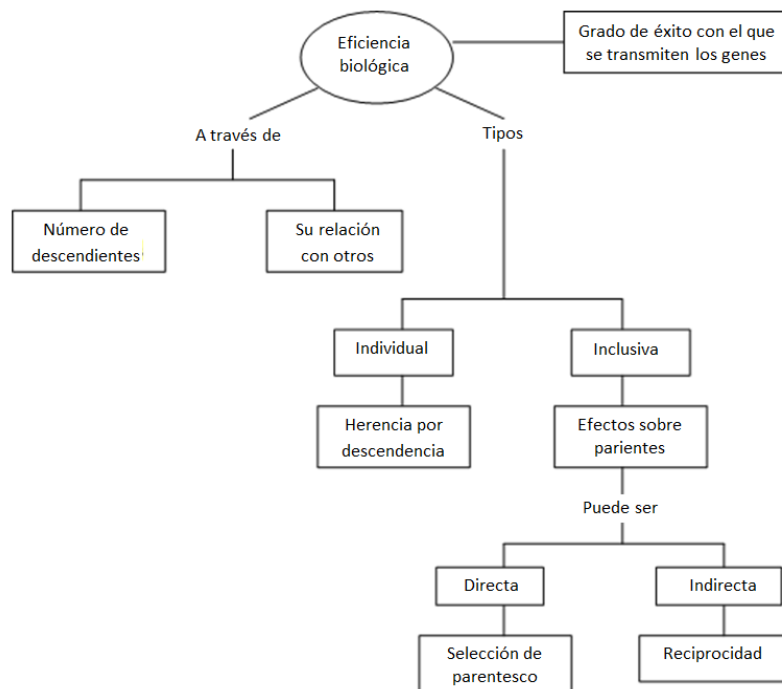 Eficiencia
biológica
Grado de éxito con el que
se transmiten los genes
A través de
Tipos
Número de
descendientes
Su relación
con otros
Individual
Inclusiva
Herencia por
descendencia
Efectos sobre
parientes
Puede ser
Directa
Indirecta
Selección de
parentesco
Reciprocidad